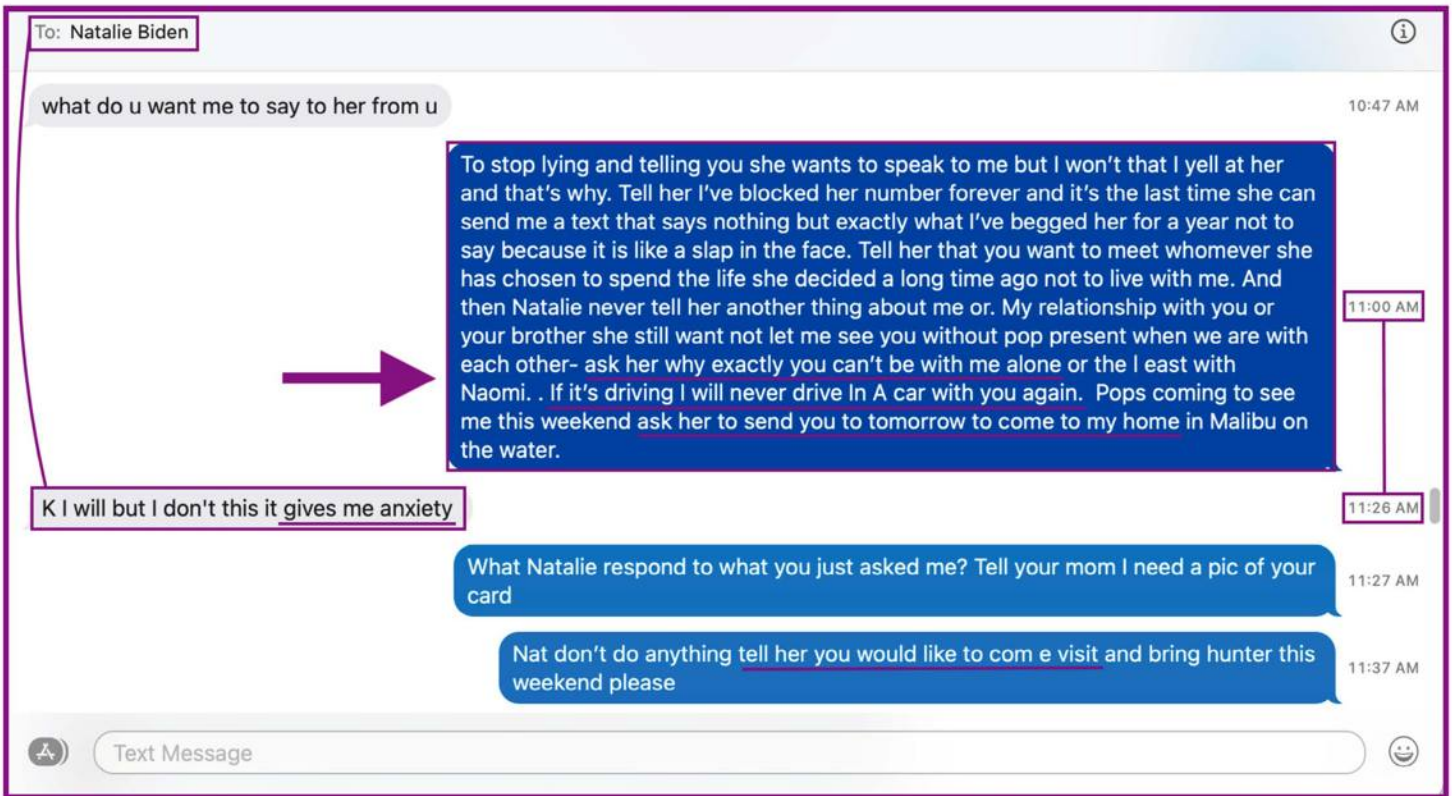 To: Natalie Biden
what do u want me to say to her from u
10:47 AM
To stop lying and telling you she wants to speak to me but I won't that I yell at her
and that's why. Tell her I've blocked her number forever and it's the last time she can
send me a text that says nothing but exactly what I've begged her for a year not to
say because it is like a slap in the face. Tell her that you want to meet whomever she
has chosen to spend the life she decided a long time ago not to live with me. And
then Natalie never tell her another thing about me or. My relationship with you or
your brother she still want not let me see you without pop present when we are with
each other- ask her why exactly you can't be with me alone or the l east with
Naomi. . If it's driving I will never drive In A car with you again. Pops coming to see
me this weekend ask her to send you to tomorrow to come to my home in Malibu on
the water.
11:00 AM
K I will but I don't this it gives me anxiety
11:26 AM
What Natalie respond to what you just asked me? Tell your mom I need a pic of your
card
11:27 AM
Nat don't do anything tell her you would like to com e visit and bring hunter this
weekend please
11:37 AM
Text Message